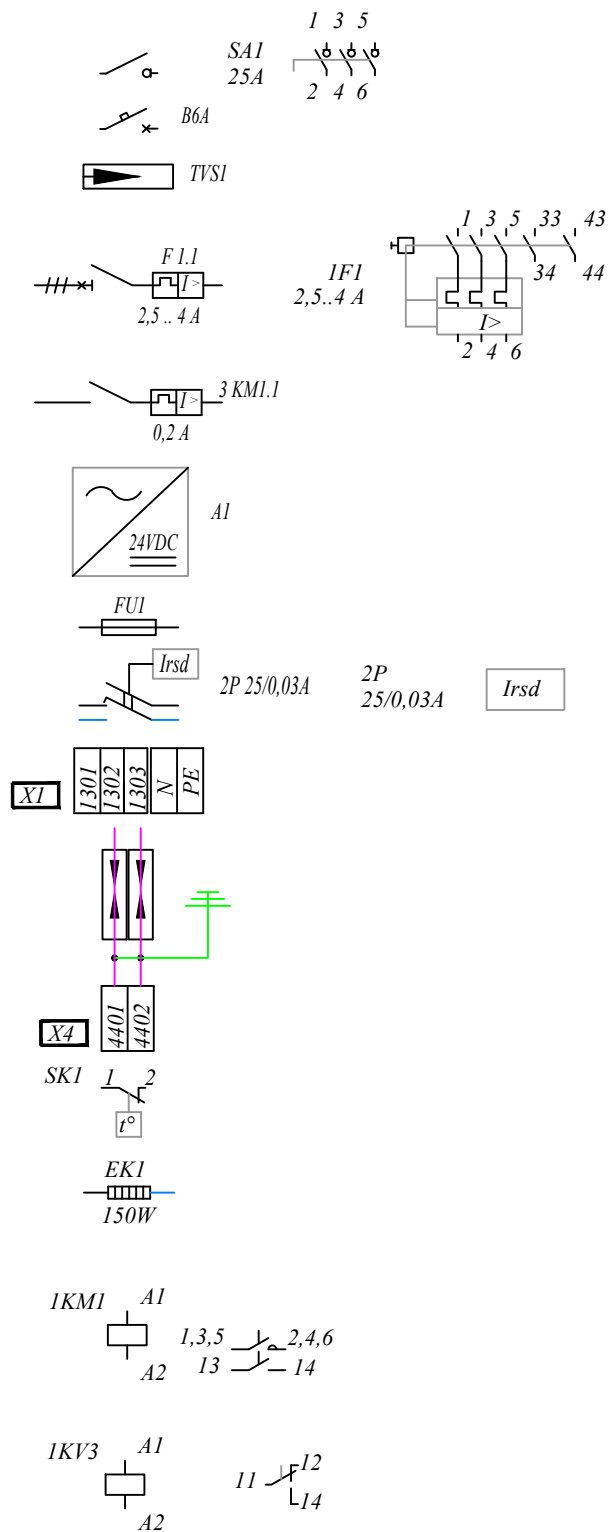 1 3 5
SA1
25A
2 4 6
B6A
TVS1
F 1.1
I >
2,5 .. 4 A
1F1
2,5..4 A
1 3 5 33 43
34 44
I>
2 4 6
3 KM1.1
I >
0,2 A
A1
24VDC
FU1
Irsd
2P 25/0,03A
2P
25/0,03A
Irsd
X1
1301
1302
1303
N
PE
X4
4401
4402
SK1
1 2
t°
EK1
150W
1KM1
A1
A2
1,3,5 2,4,6
13 14
1KV3
A1
A2
11
12
14